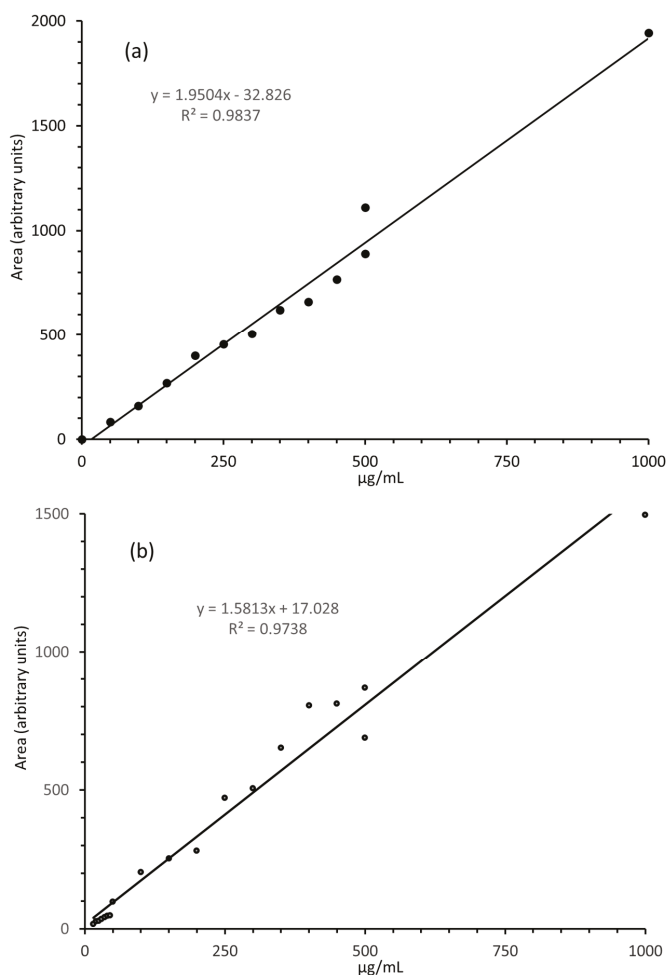 2000
(a)
y = 1.9504x - 32.826
R² = 0.9837
1500
Area (arbitrary units)
1000
500
0
0 250 500 750 1000
µg/mL
1500
(b)
y = 1.5813x + 17.028
R² = 0.9738
1000
Area (arbitrary units)
500
0
0 250 500 750 1000
µg/mL